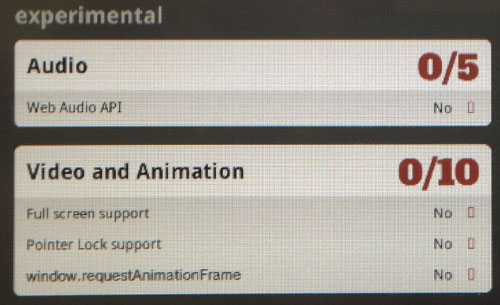 experimental
Audio 0/5
Web Audio API No
Video and Animation 0/10
Full screen support No
Pointer Lock support No
window.requestAnimationFrame No